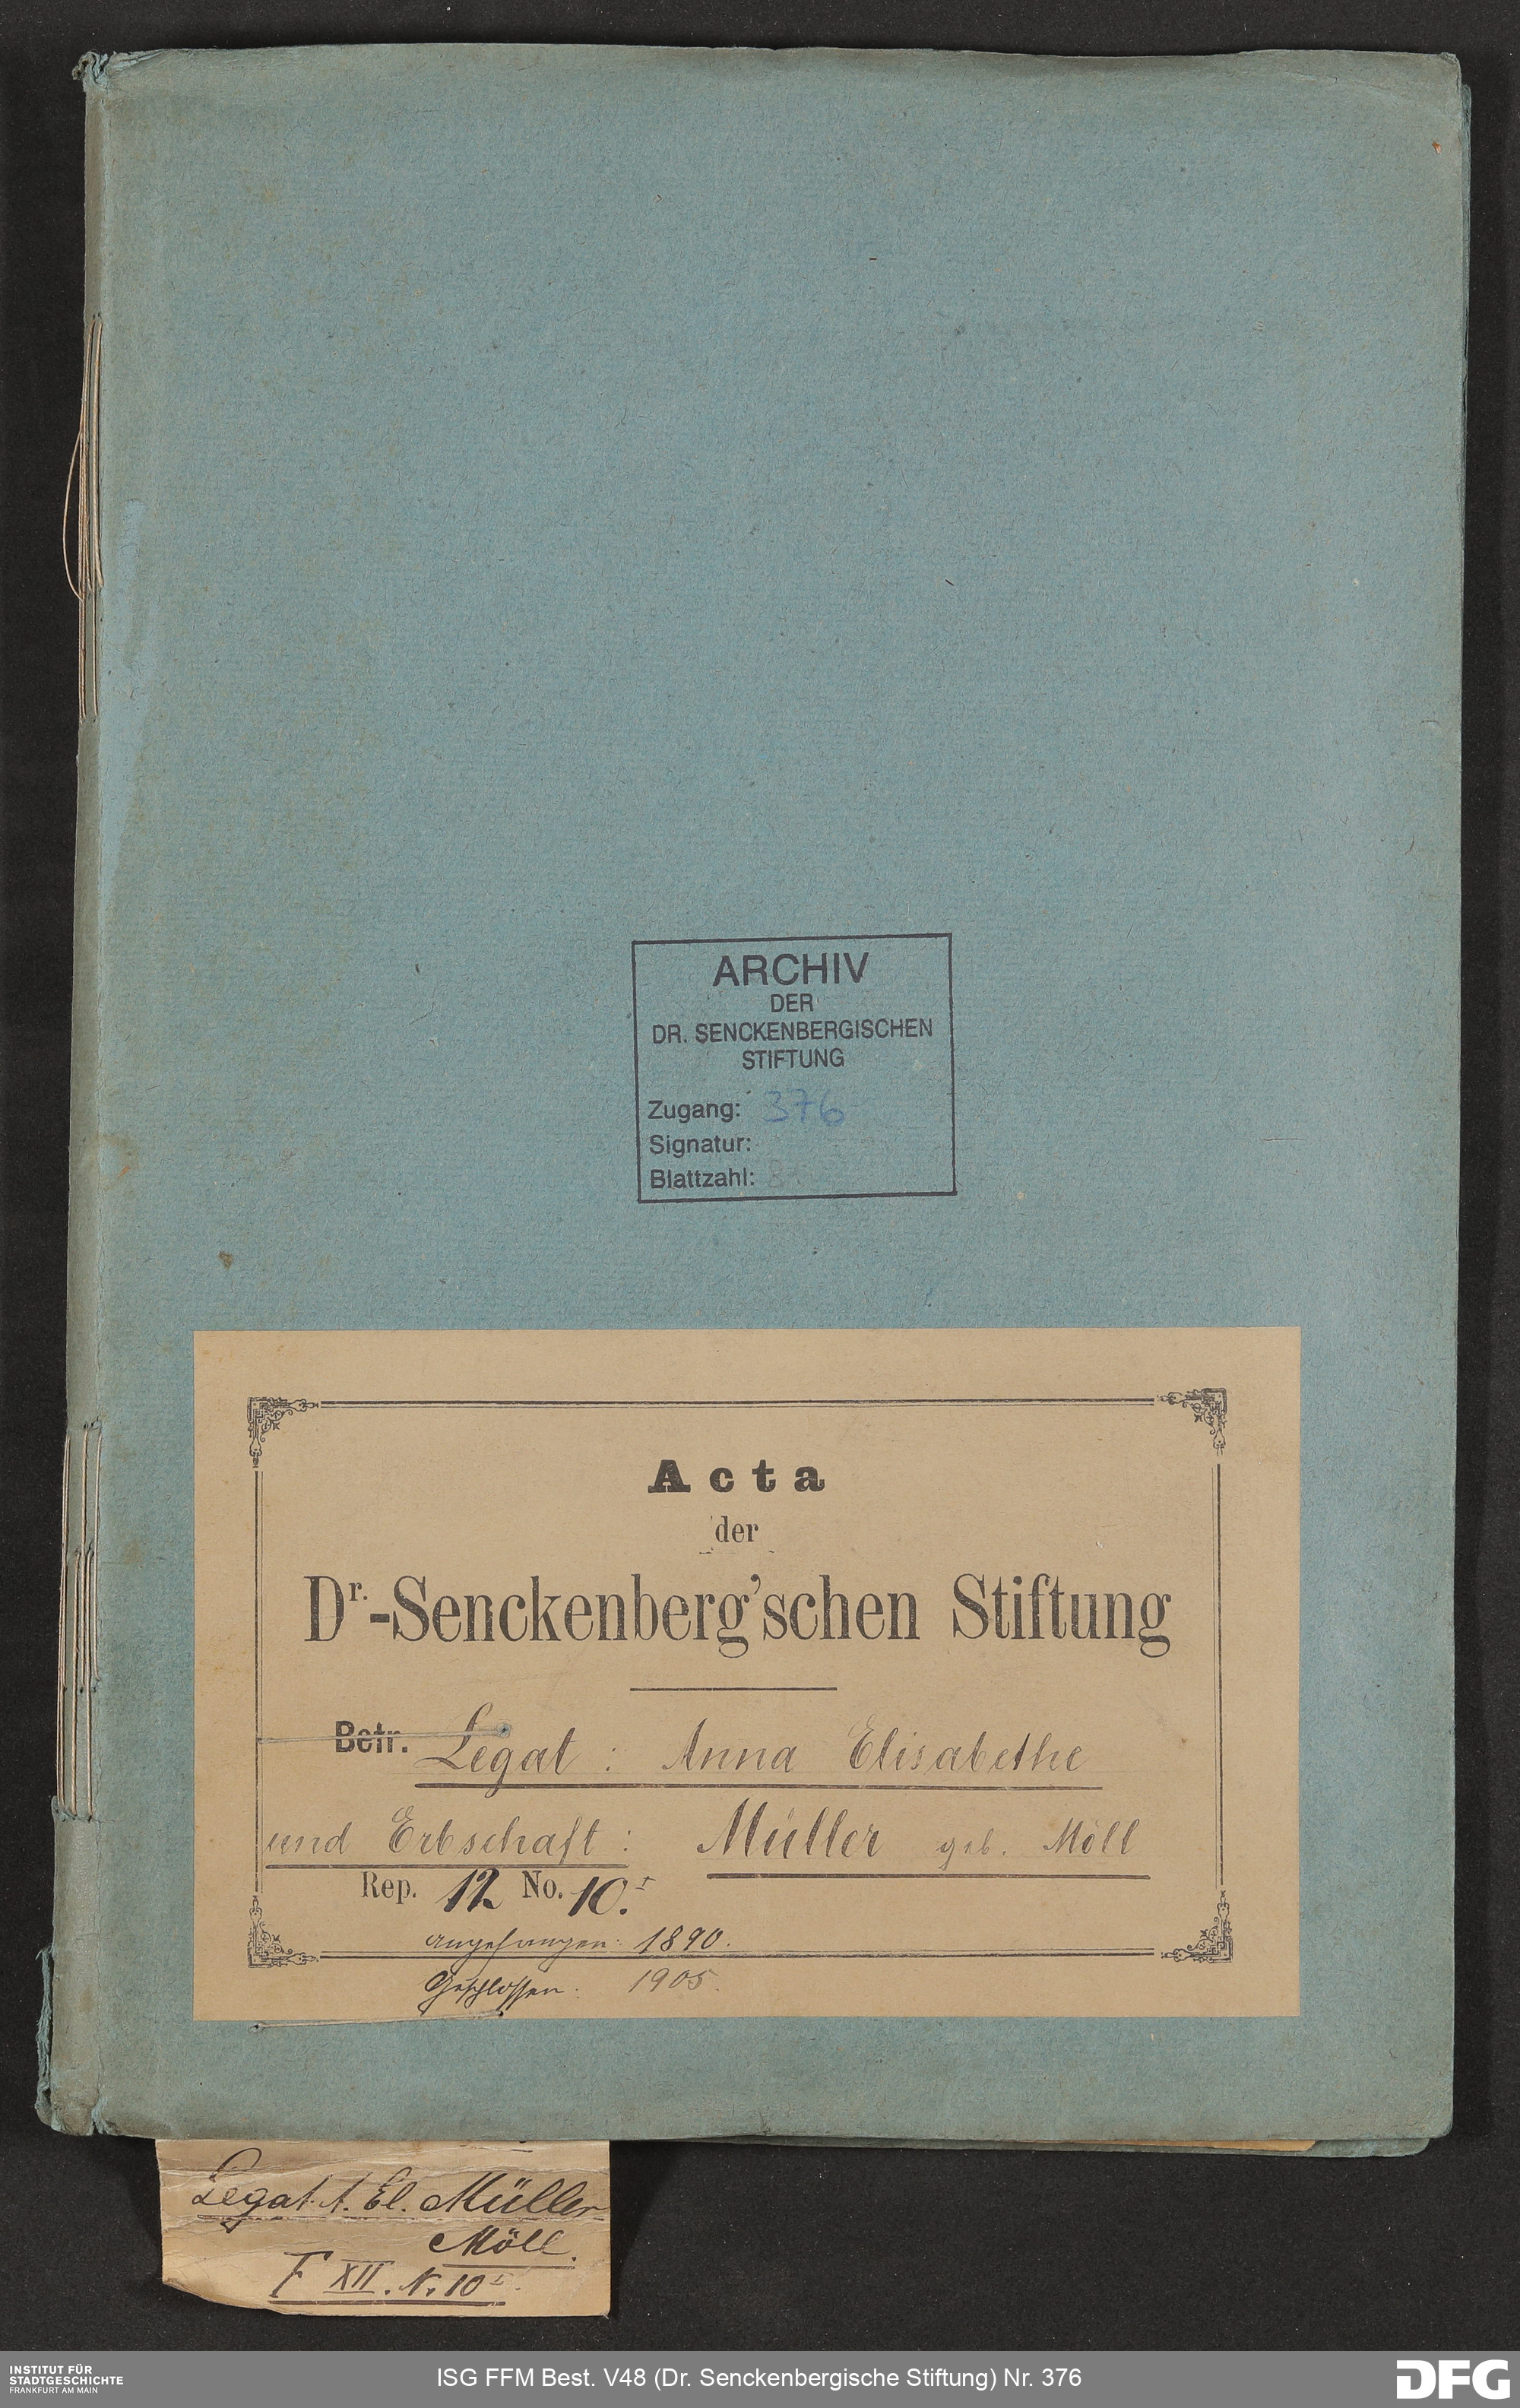 ARCHIV
DER
DR. SENCKENBERGISCHEN
STIFTUNG
Zugang: 376
Signatur:
Blattzahl:
Acta
der
Dr.-Senckenberg'schen Stiftung
Betr. Legat: Anna Elisabethe
und Erbschaft: Müller geb. Möll
Rep. 12 No. 10. I
angefangen: 1890.
Geschlossen: 1905.
Legat. A. El. Müller
Möll.
F XII. No 10 I.
INSTITUT FÜR
STADTGESCHICHTE
FRANKFURT AM MAIN
ISG FFM Best. V48 (Dr. Senckenbergische Stiftung) Nr. 376
DFG